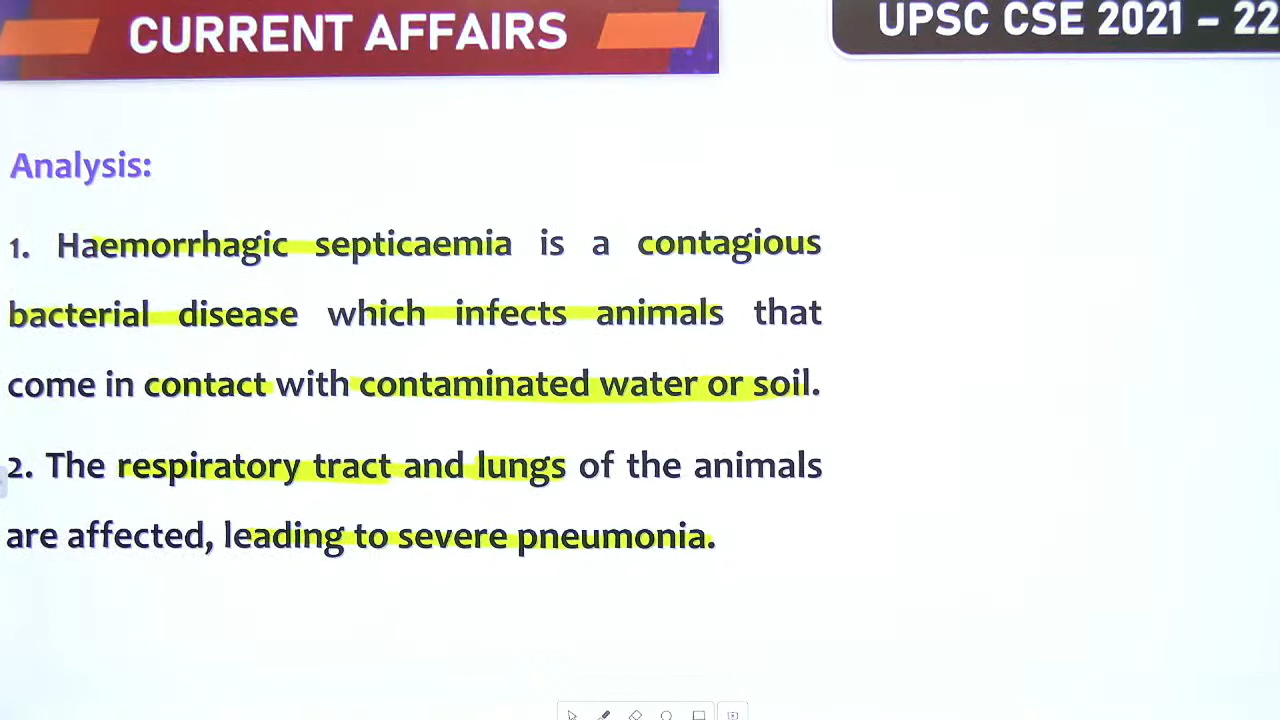 CURRENT AFFAIRS
UPSC CSE 2021 – 22
Analysis:
1. Haemorrhagic septicaemia is a contagious
bacterial disease which infects animals that
come in contact with contaminated water or soil.
2. The respiratory tract and lungs of the animals
are affected, leading to severe pneumonia.